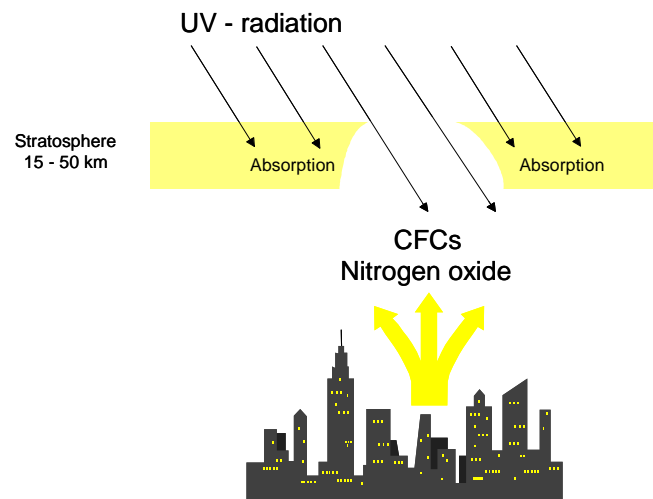 UV - radiation
Stratosphere
15 - 50 km
Absorption
Absorption
CFCs
Nitrogen oxide